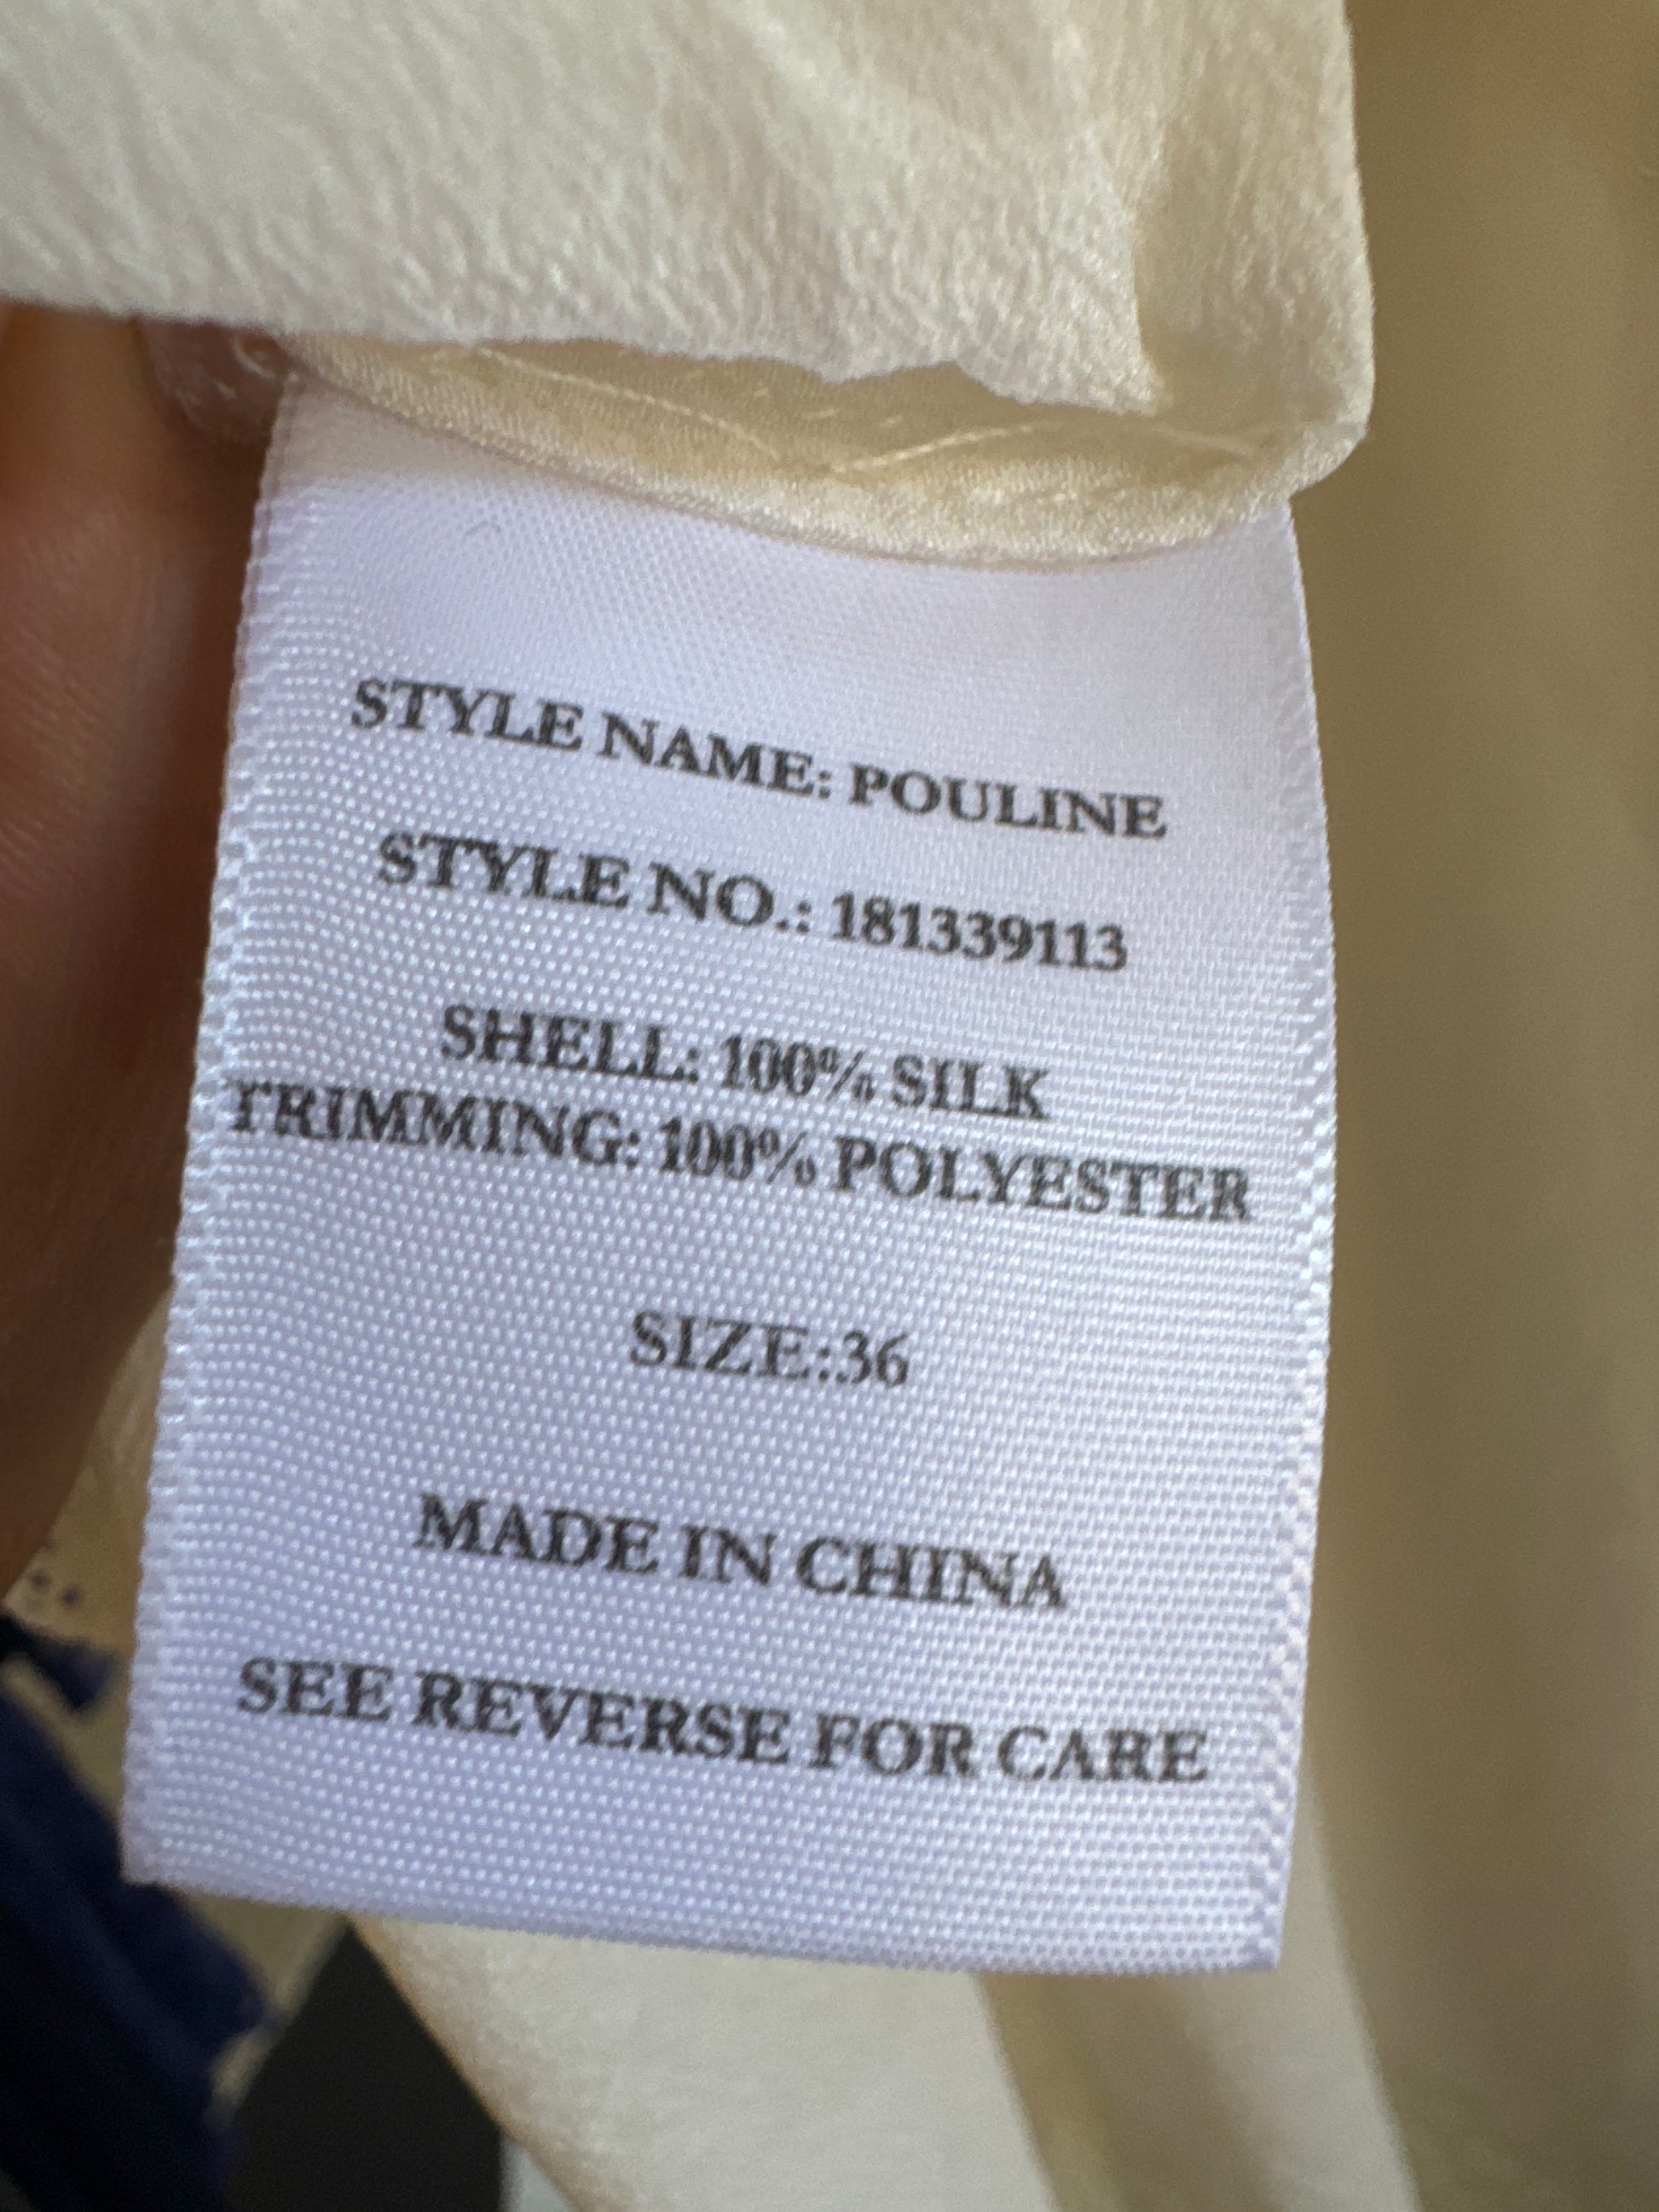 STYLE NAME: POULINE
STYLE NO.: 181339113
SHELL: 100% SILK
TRIMMING: 100% POLYESTER
SIZE:36
MADE IN CHINA
SEE REVERSE FOR CARE